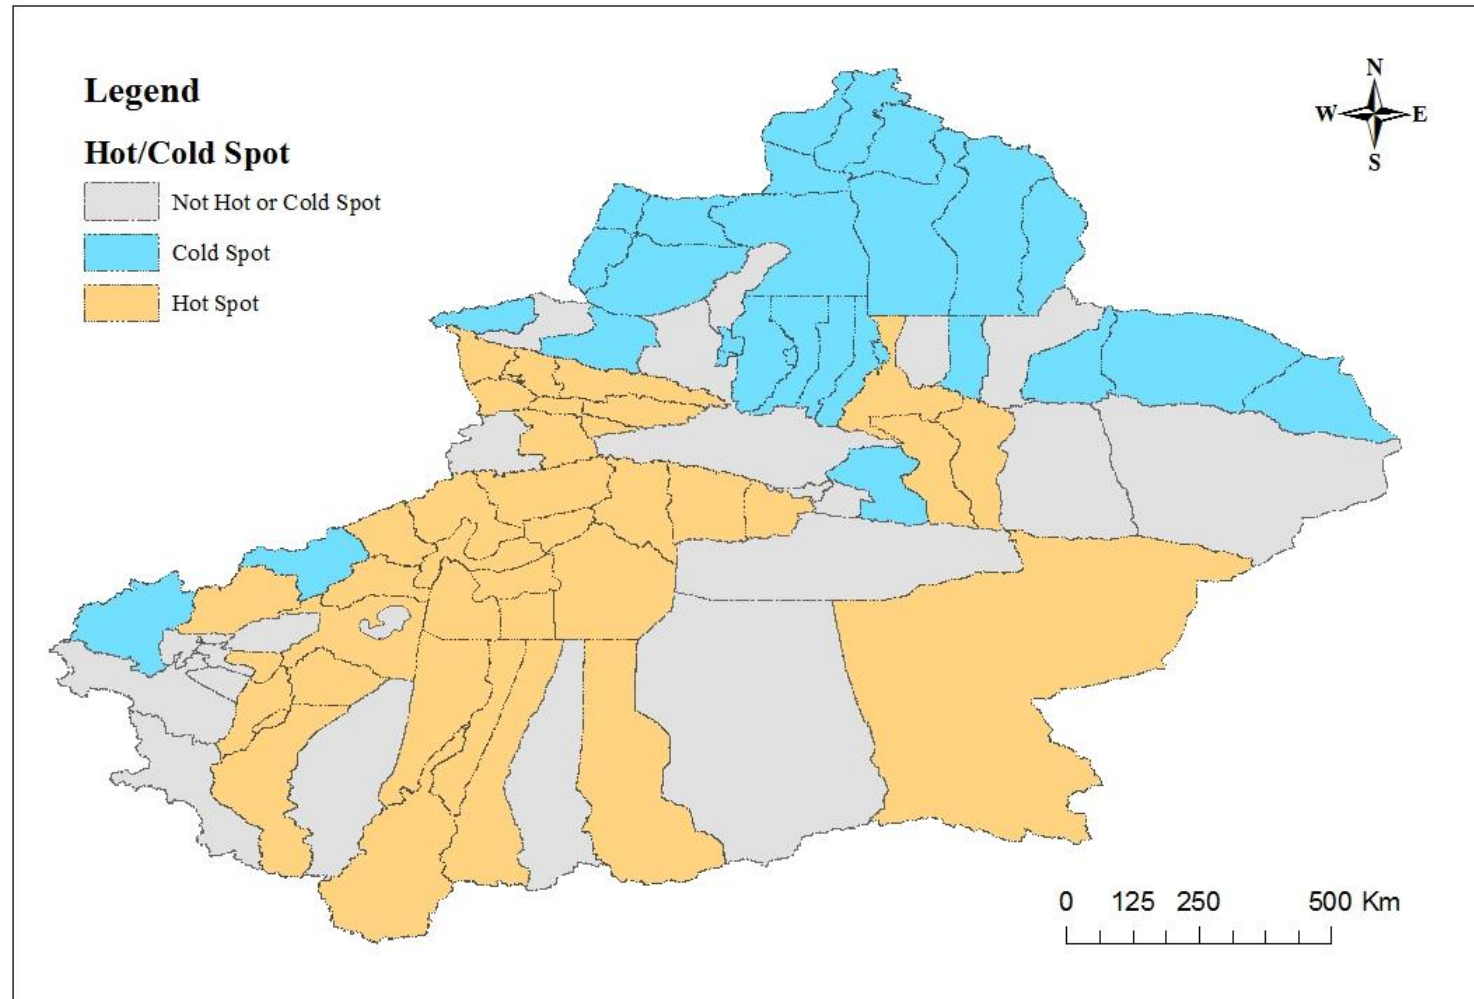 Legend
Hot/Cold Spot
Not Hot or Cold Spot
Cold Spot
Hot Spot
N
W E
S
0 125 250 500 Km